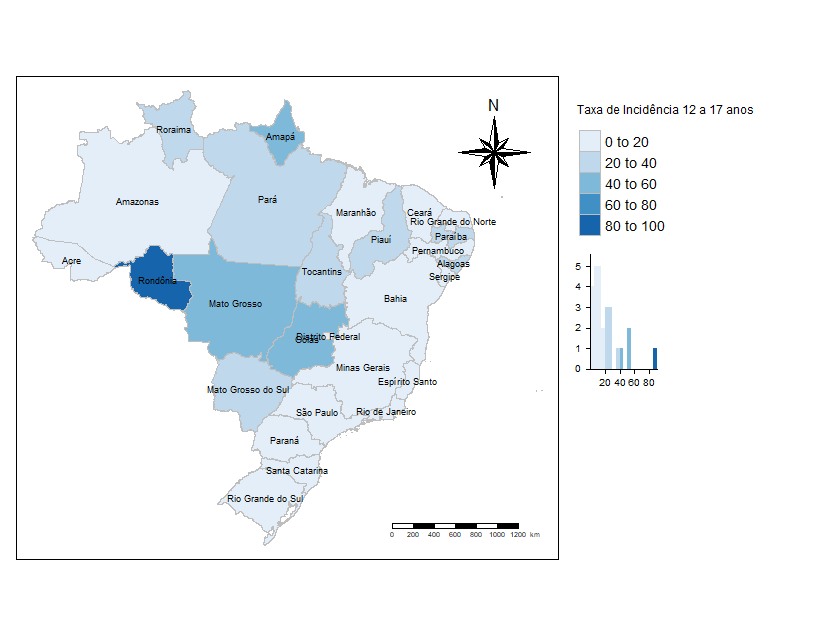 Taxa de Incidência 12 a 17 anos
0 to 20
20 to 40
40 to 60
60 to 80
80 to 100
N
Roraima
Amapá
Amazonas
Pará
Maranhão
Ceará
Rio Grande do Norte
Piauí
Paraíba
Pernambuco
Acre
Alagoas
Tocantins
Sergipe
Rondônia
Bahia
Mato Grosso
Distrito Federal
Goiás
Minas Gerais
Espírito Santo
Mato Grosso do Sul
São Paulo
Rio de Janeiro
Paraná
Santa Catarina
Rio Grande do Sul
0 200 400 600 800 1000 1200 km
5
4
3
2
1
0
20 40 60 80